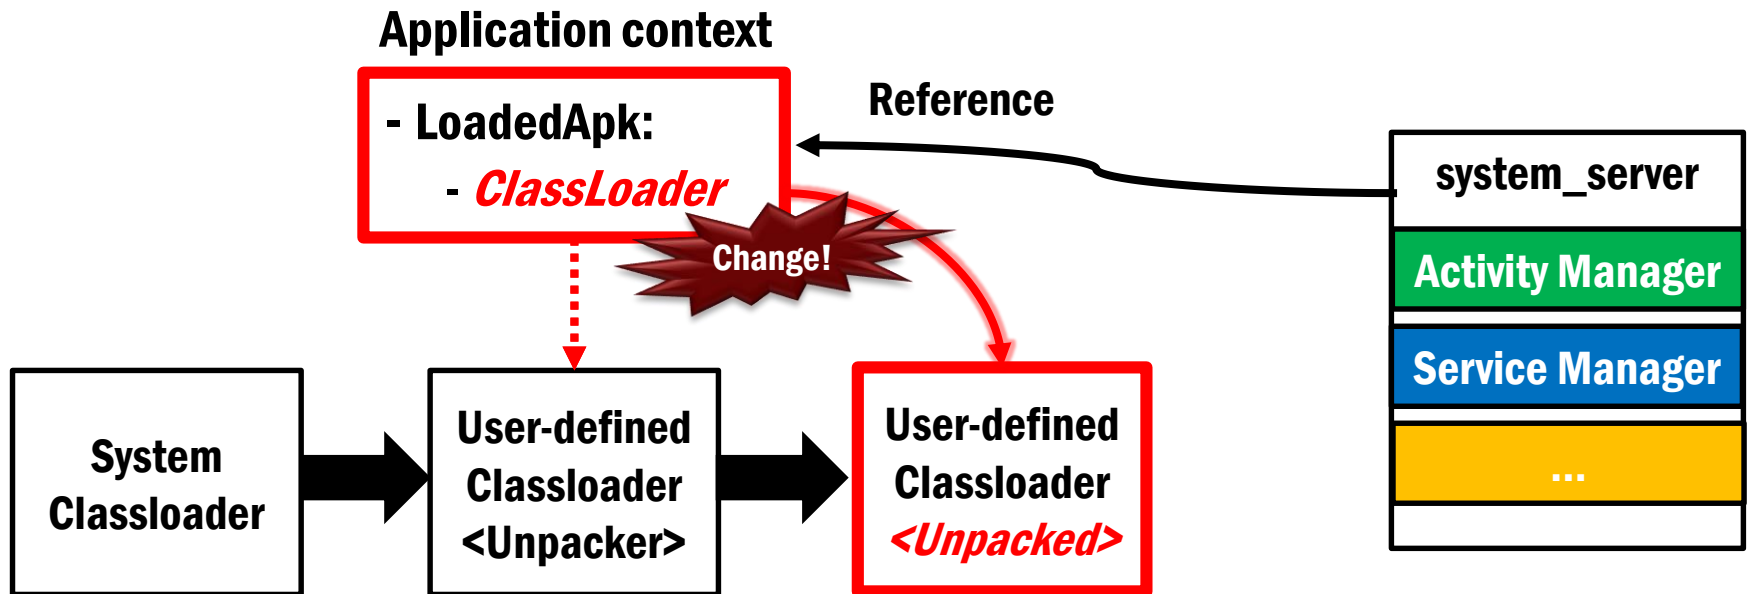 Application context
- LoadedApk:
- ClassLoader
Change!
Reference
system_server
Activity Manager
Service Manager
...
System
Classloader
User-defined
Classloader
<Unpacker>
User-defined
Classloader
<Unpacked>